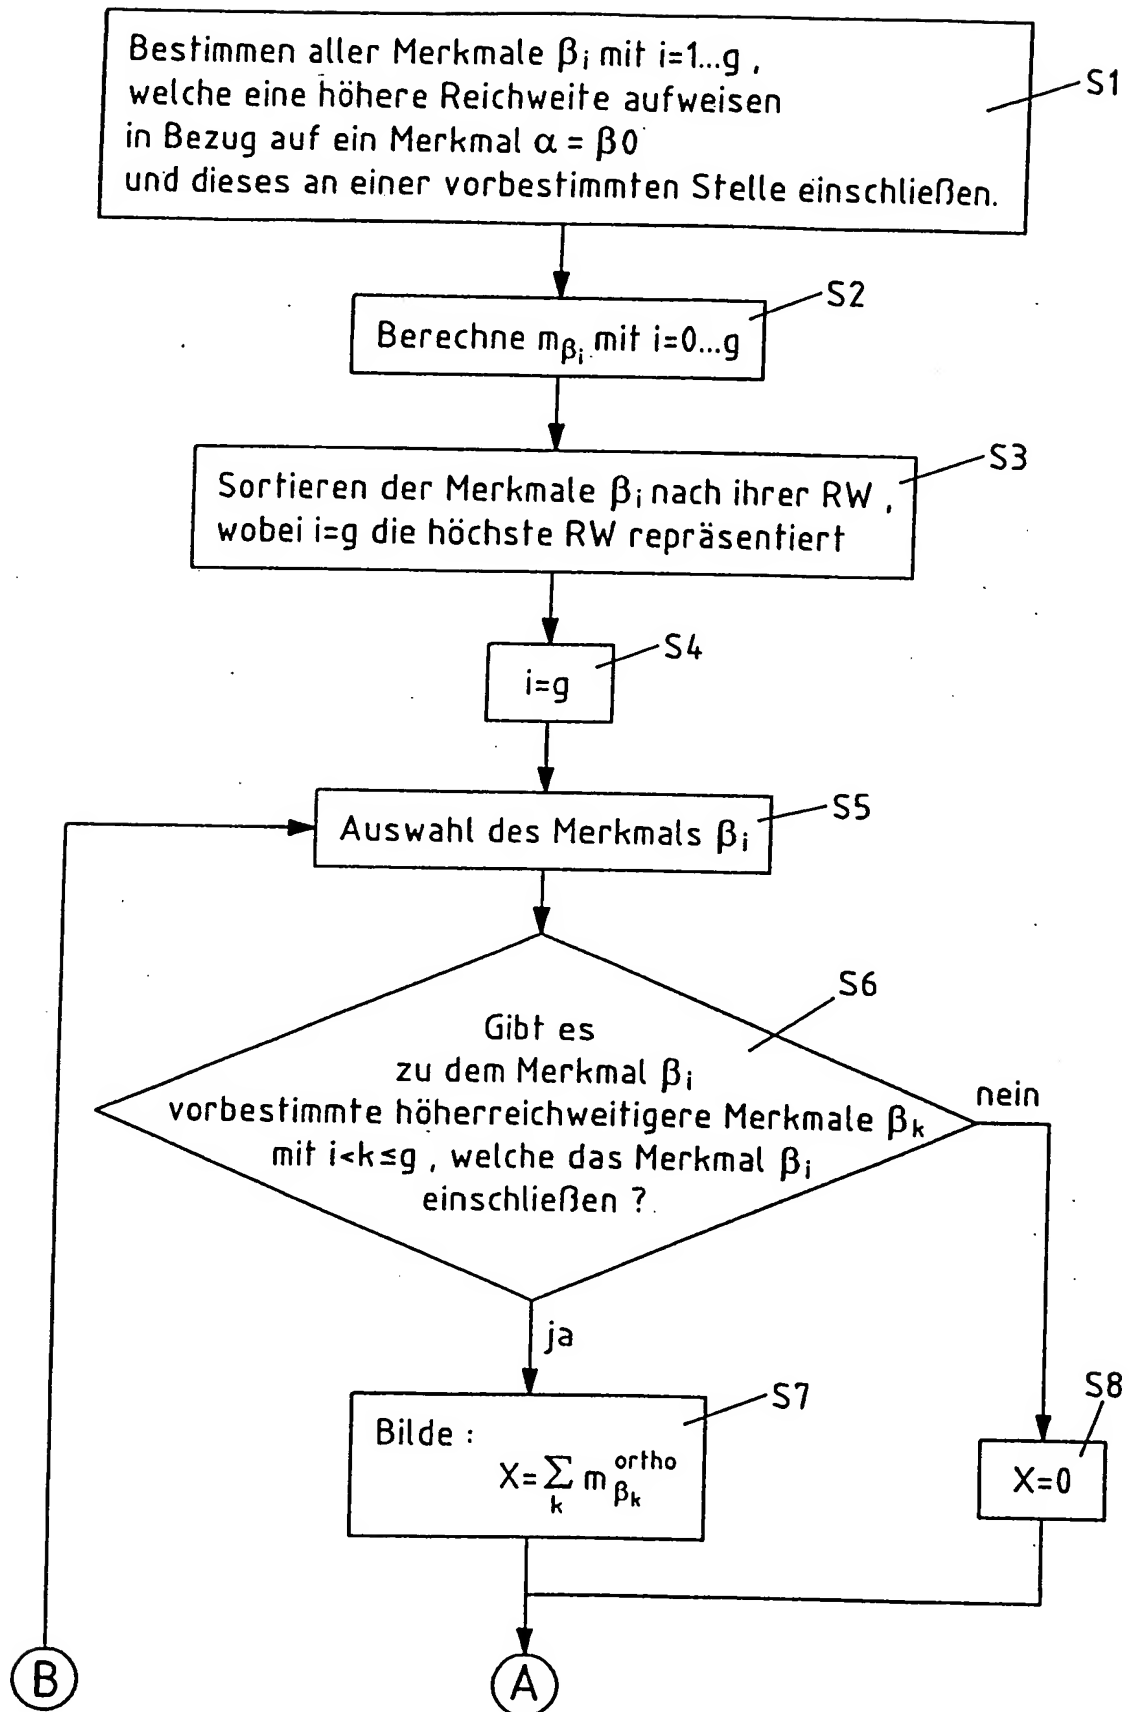 Bestimmen aller Merkmale βi mit i=1...g ,
welche eine höhere Reichweite aufweisen
in Bezug auf ein Merkmal α = β0
und dieses an einer vorbestimmten Stelle einschließen.
S1
S2
Berechne mβi mit i=0...g
S3
Sortieren der Merkmale βi nach ihrer RW ,
wobei i=g die höchste RW repräsentiert
S4
i=g
S5
Auswahl des Merkmals βi
S6
Gibt es
zu dem Merkmal βi
vorbestimmte höherreichweitigere Merkmale βk
mit i<k≤g , welche das Merkmal βi
einschließen ?
nein
ja
S7
Bilde :
X=∑k mβk^ortho
S8
X=0
B
A